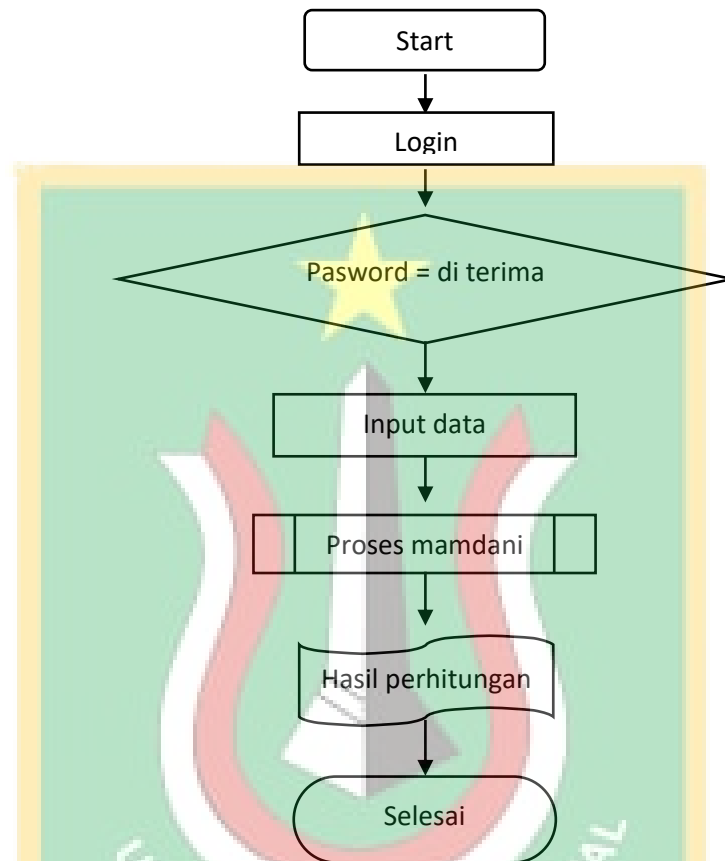 Start
Login
Pasword = di terima
Input data
Proses mamdani
Hasil perhitungan
Selesai